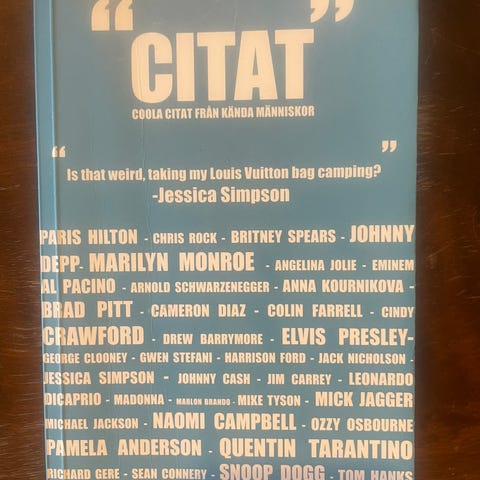 “ ”
CITAT
COOLA CITAT FRÅN KÄNDA MÄNNISKOR
“ ”
Is that weird, taking my Louis Vuitton bag camping?
-Jessica Simpson
PARIS HILTON - CHRIS ROCK - BRITNEY SPEARS - JOHNNY
DEPP- MARILYN MONROE - ANGELINA JOLIE - EMINEM
AL PACINO - ARNOLD SCHWARZENEGGER - ANNA KOURNIKOVA -
BRAD PITT - CAMERON DIAZ - COLIN FARRELL - CINDY
CRAWFORD - DREW BARRYMORE - ELVIS PRESLEY-
GEORGE CLOONEY - GWEN STEFANI - HARRISON FORD - JACK NICHOLSON -
JESSICA SIMPSON - JOHNNY CASH - JIM CARREY - LEONARDO
DICAPRIO - MADONNA - MARLON BRANDO - MIKE TYSON - MICK JAGGER
MICHAEL JACKSON - NAOMI CAMPBELL - OZZY OSBOURNE
PAMELA ANDERSON - QUENTIN TARANTINO
RICHARD GERE - SEAN CONNERY - SNOOP DOGG - TOM HANKS